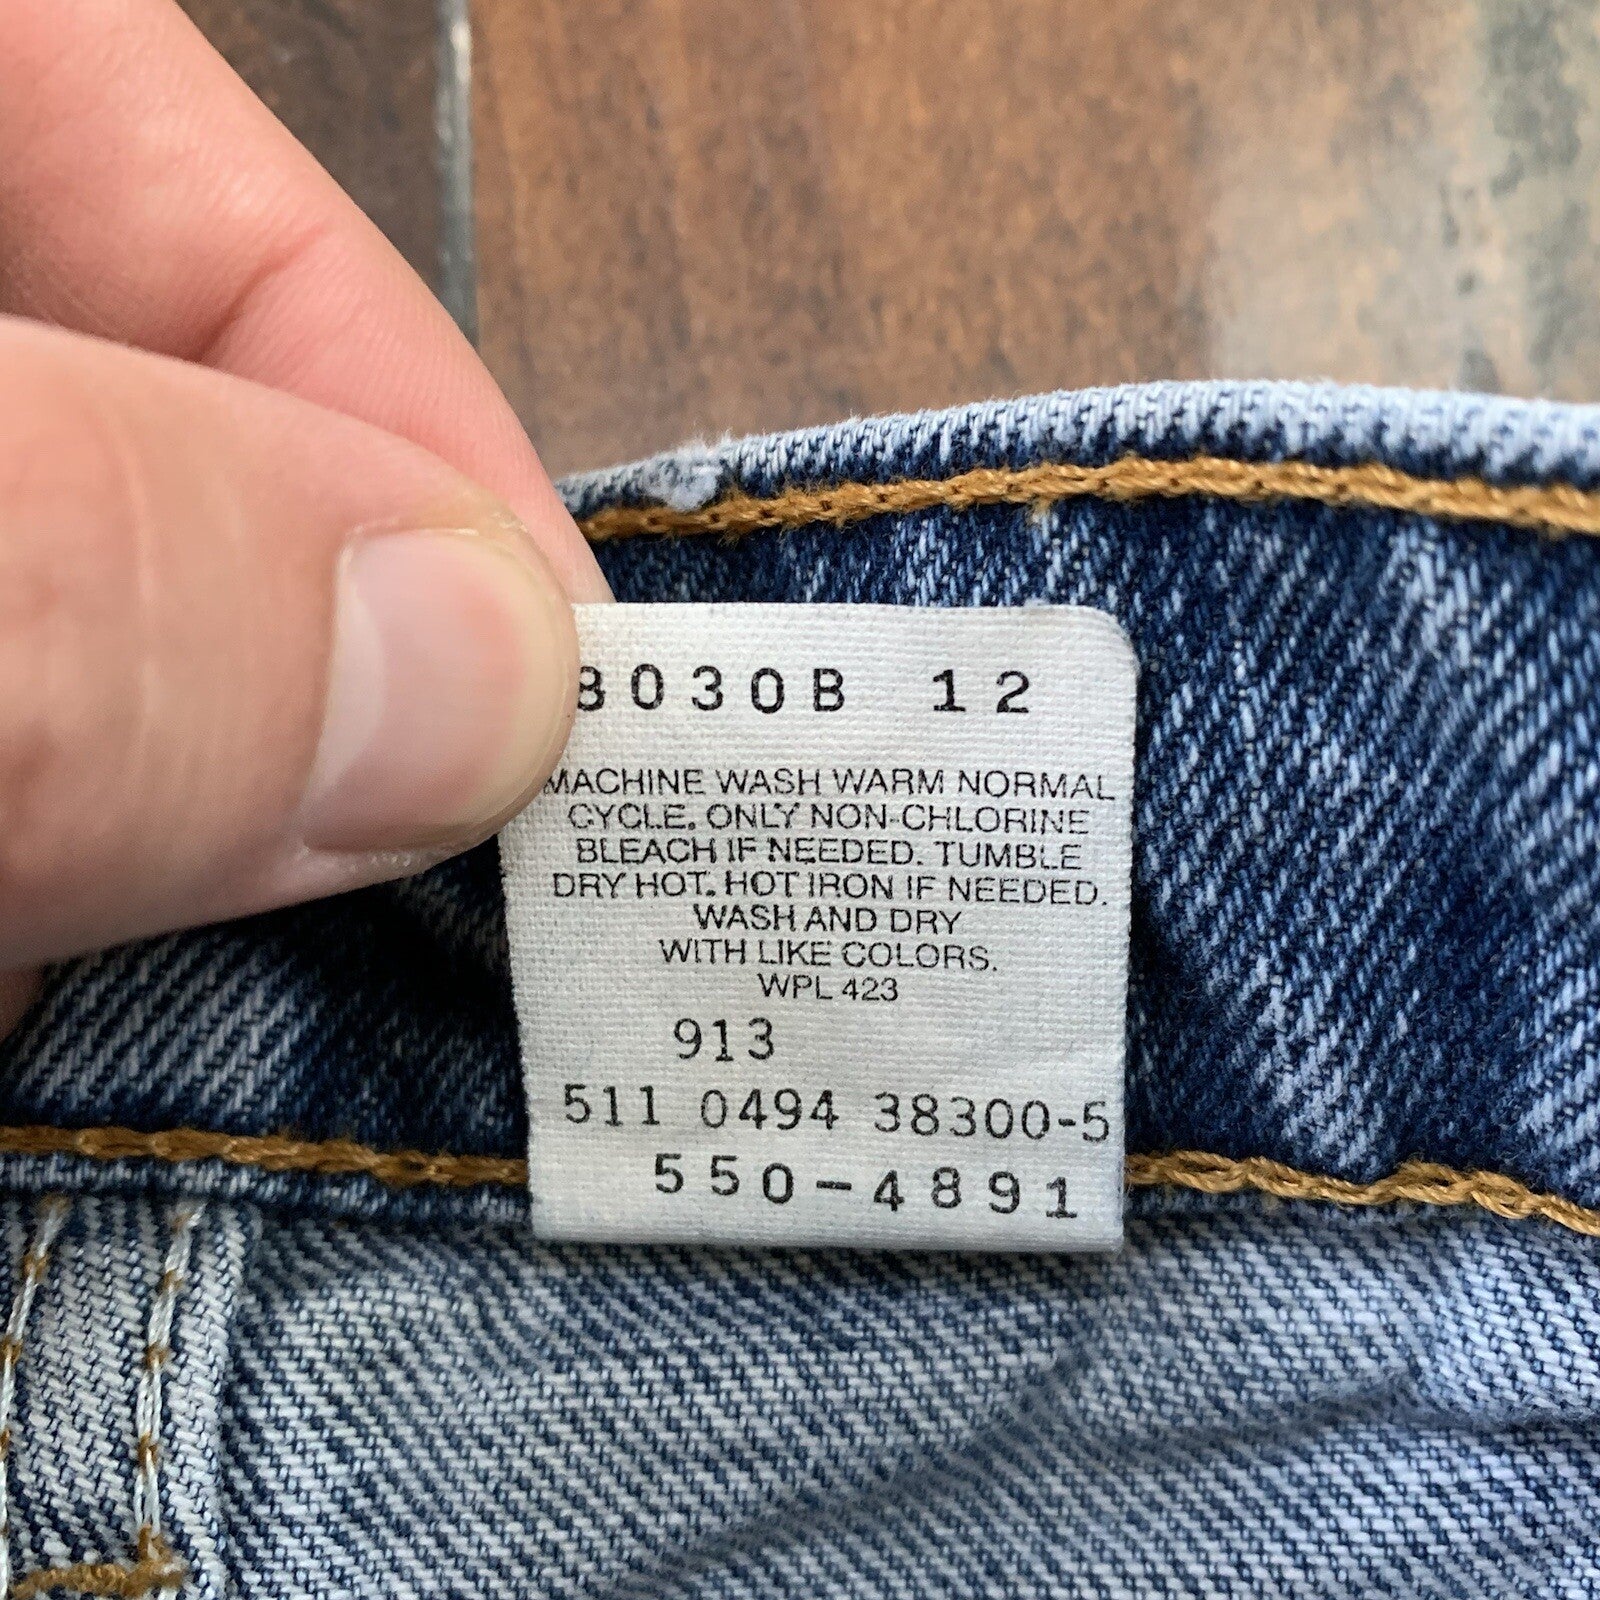 8030B 12
MACHINE WASH WARM NORMAL
CYCLE. ONLY NON-CHLORINE
BLEACH IF NEEDED. TUMBLE
DRY HOT. HOT IRON IF NEEDED.
WASH AND DRY
WITH LIKE COLORS.
WPL 423
913
511 0494 38300-5
550-4891